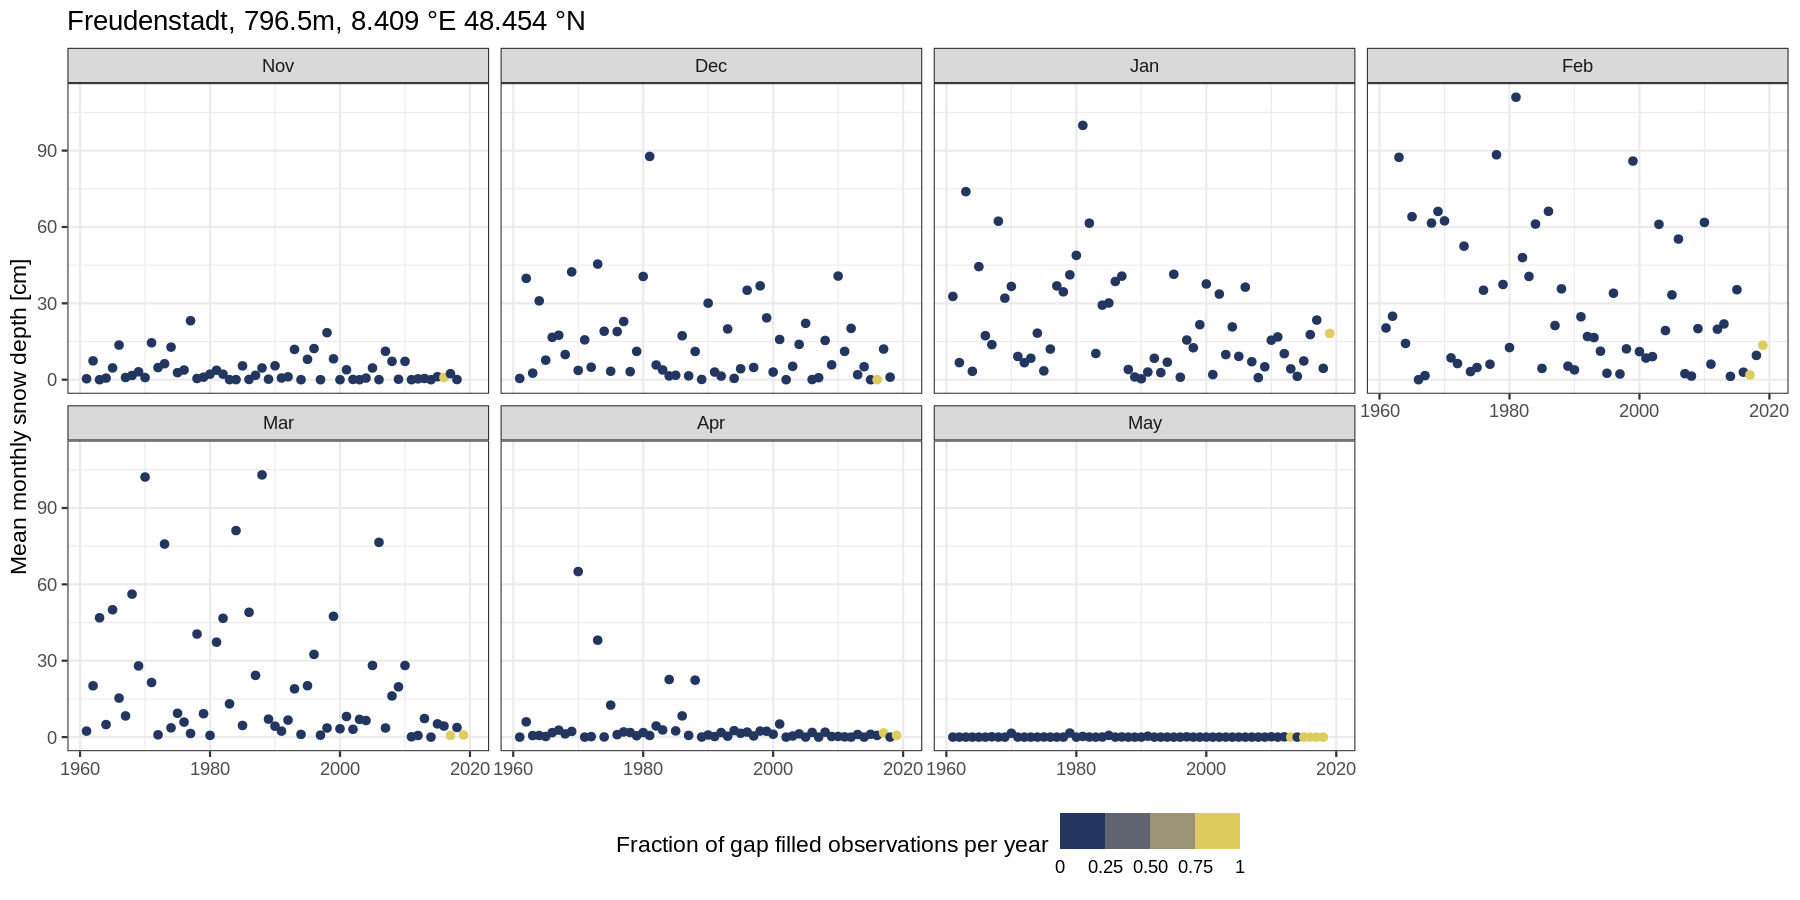 Freudenstadt, 796.5m, 8.409 °E 48.454 °N
Nov
Dec
Jan
Feb
Mean monthly snow depth [cm]
90
60
30
0
1960 1980 2000 2020
Mar
Apr
May
90
60
30
0
1960 1980 2000 2020
1960 1980 2000 2020
1960 1980 2000 2020
Fraction of gap filled observations per year
0 0.25 0.50 0.75 1